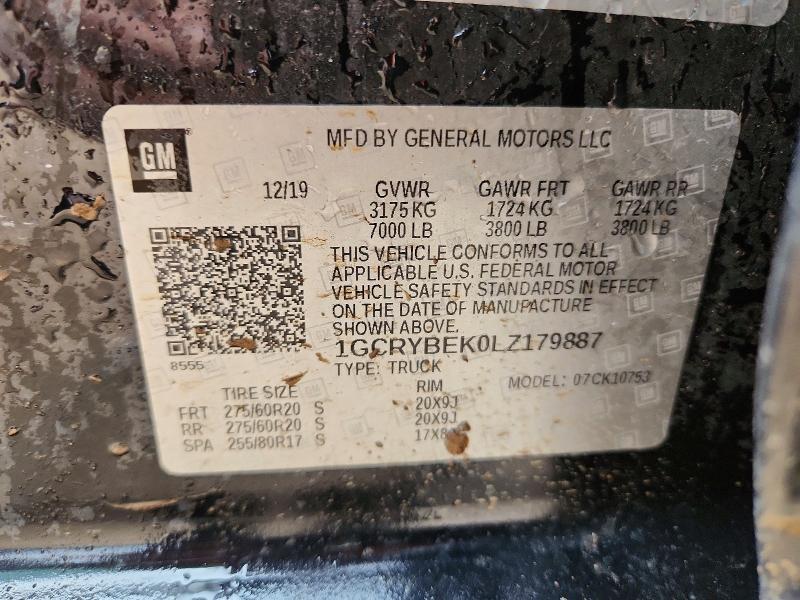 GM
MFD BY GENERAL MOTORS LLC
12/19 GVWR GAWR FRT GAWR RR
3175 KG 1724 KG 1724 KG
7000 LB 3800 LB 3800 LB
THIS VEHICLE CONFORMS TO ALL
APPLICABLE U.S. FEDERAL MOTOR
VEHICLE SAFETY STANDARDS IN EFFECT
ON THE DATE OF MANUFACTURE
SHOWN ABOVE.
1GCRYBEK0LZ179887
8555
TYPE: TRUCK
MODEL: 07CK10753
TIRE SIZE RIM
FRT 275/60R20 S 20X9J
RR 275/60R20 S 20X9J
SPA 255/80R17 S